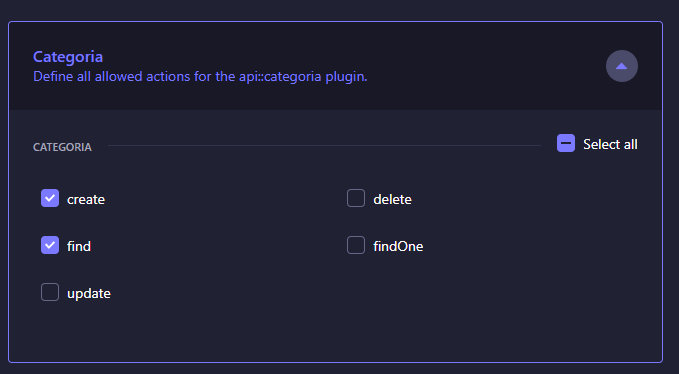 Categoria
Define all allowed actions for the api::categoria plugin.
CATEGORIA
Select all
create
delete
find
findOne
update